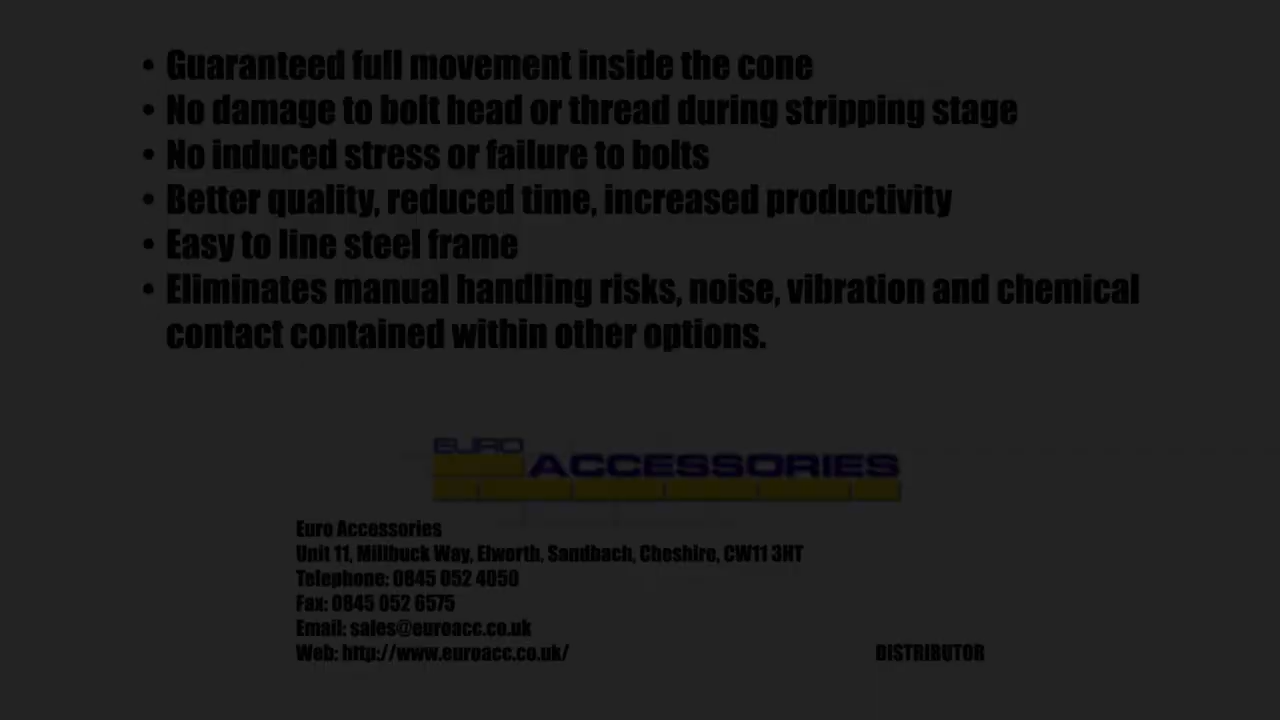 • Guaranteed full movement inside the cone
• No damage to bolt head or thread during stripping stage
• No induced stress or failure to bolts
• Better quality, reduced time, increased productivity
• Easy to line steel frame
• Eliminates manual handling risks, noise, vibration and chemical
contact contained within other options.
EURO
ACCESSORIES
Euro Accessories
Unit 11, Millbuck Way, Elworth, Sandbach, Cheshire, CW11 3HT
Telephone: 0845 052 4050
Fax: 0845 052 6575
Email: sales@euroacc.co.uk
Web: http://www.euroacc.co.uk/
DISTRIBUTOR